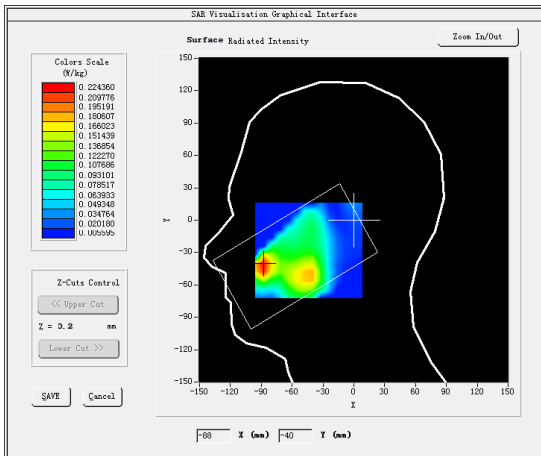 SAR Visualisation Graphical Interface
Surface Radiated Intensity
Zoom In/Out
Colors Scale
(W/kg)
0.224360
0.209776
0.195191
0.180607
0.166023
0.151439
0.136854
0.122270
0.107686
0.093101
0.078517
0.063933
0.049348
0.034764
0.020180
0.005595
150
120
90
60
30
0
-30
-60
-90
-120
-150
Y
-150 -120 -90 -60 -30 0 30 60 90 120 150
X
Z-Cuts Control
<< Upper Cut
Z = 0.2 mm
Lower Cut >>
SAVE Cancel
-88 X (mm) -40 Y (mm)